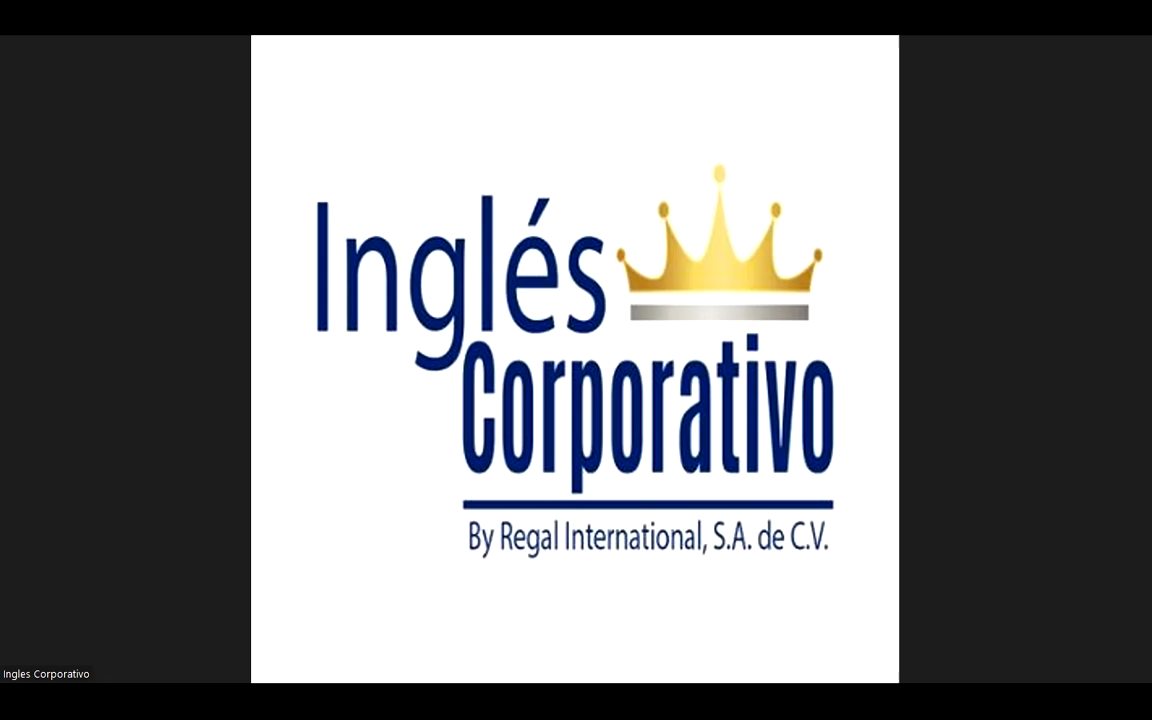 Inglés
Corporativo
By Regal International, S.A. de C.V.
Ingles Corporativo